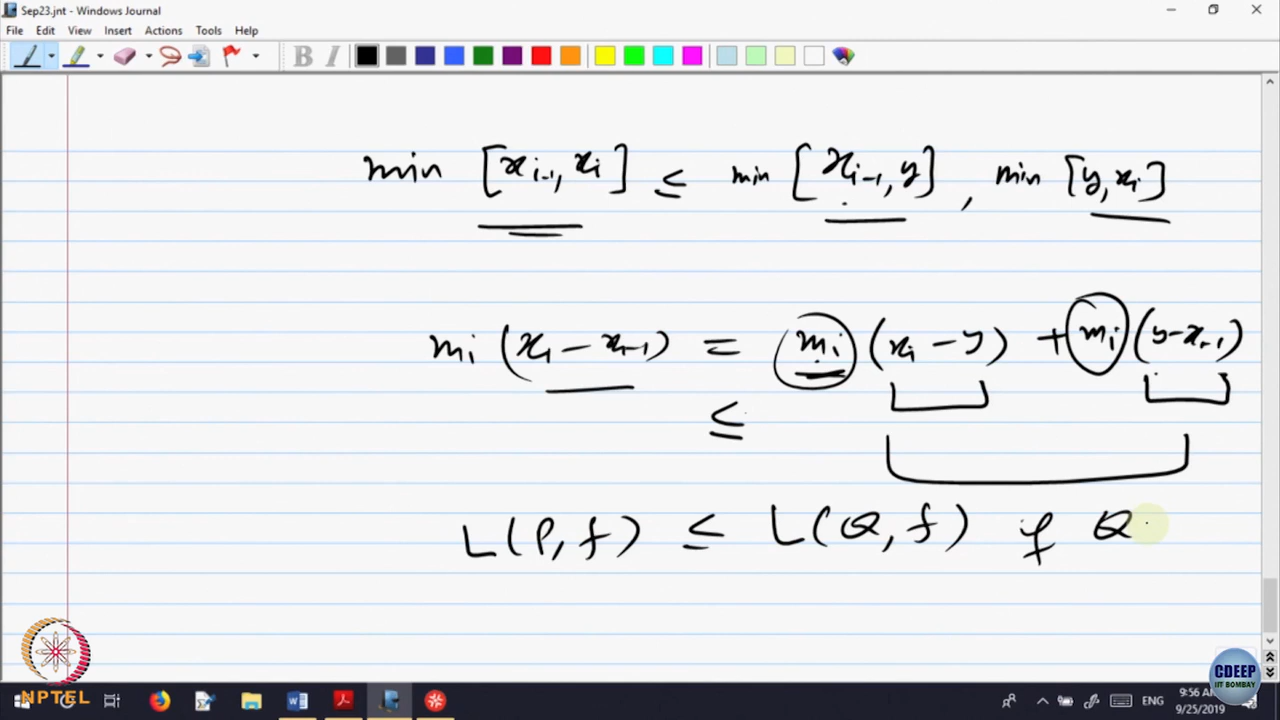 Sep23.jnt - Windows Journal
File Edit View Insert Actions Tools Help
B I
min [x_{i-1}, x_i] ≤ min [x_{i-1}, y], min [y, x_i]
m_i (x_i - x_{i-1}) = m_i (x_i - y) + m_i (y - x_{i-1})
≤
L(P, f) ≤ L(Q, f) if Q
NPTEL
CDEEP
IIT BOMBAY
ENG
9:56 AM
9/25/2019